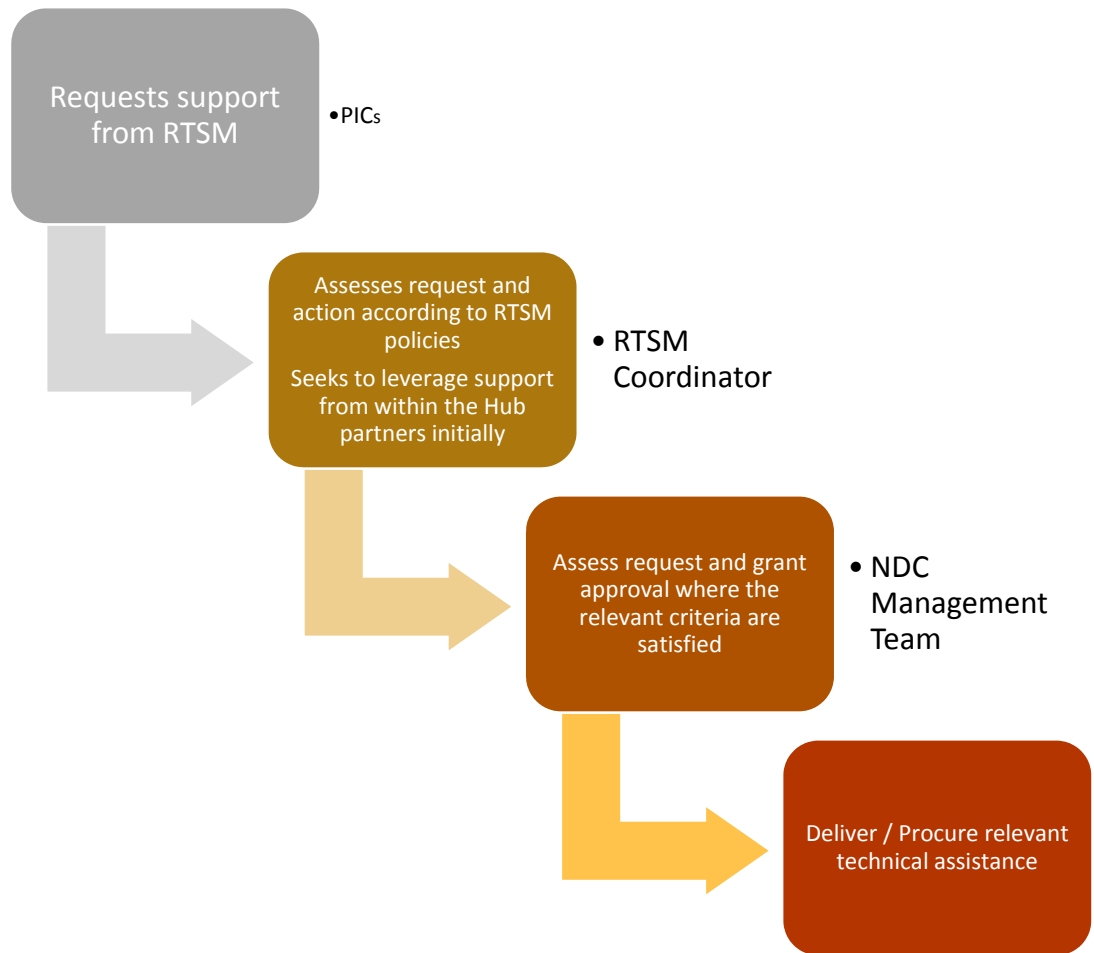 Requests support
from RTSM
•PICs
Assesses request and
action according to RTSM
policies
Seeks to leverage support
from within the Hub
partners initially
• RTSM
Coordinator
Assess request and grant
approval where the
relevant criteria are
satisfied
• NDC
Management
Team
Deliver / Procure relevant
technical assistance